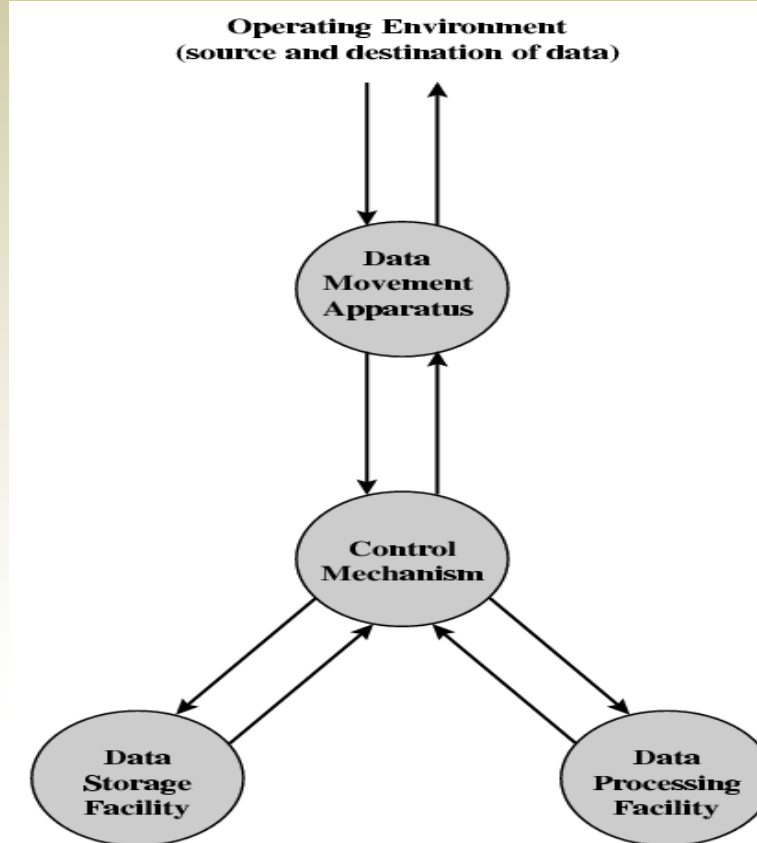 Operating Environment
(source and destination of data)
Data
Movement
Apparatus
Control
Mechanism
Data
Storage
Facility
Data
Processing
Facility